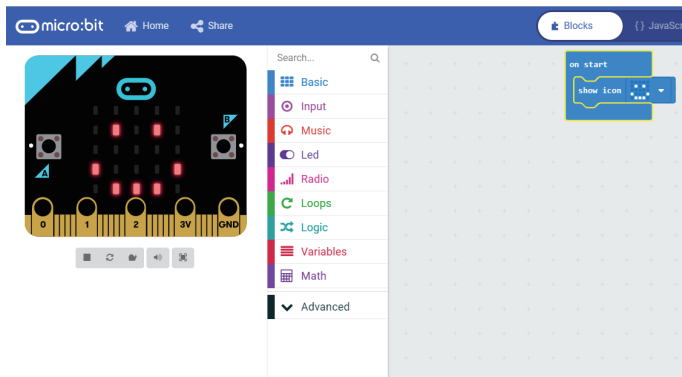 micro:bit Home Share Blocks {} JavaScr
Search...
Basic
Input
Music
Led
Radio
Loops
Logic
Variables
Math
Advanced
on start
show icon
B
A
0 1 2 3V GND